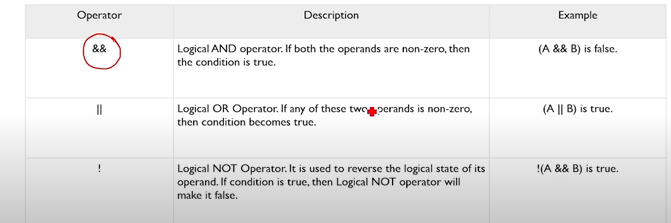 Operator Description Example
&& Logical AND operator. If both the operands are non-zero, then (A && B) is false.
the condition is true.
|| Logical OR Operator. If any of these two operands is non-zero, (A || B) is true.
then condition becomes true.
! Logical NOT Operator. It is used to reverse the logical state of its !(A && B) is true.
operand. If condition is true, then Logical NOT operator will
make it false.